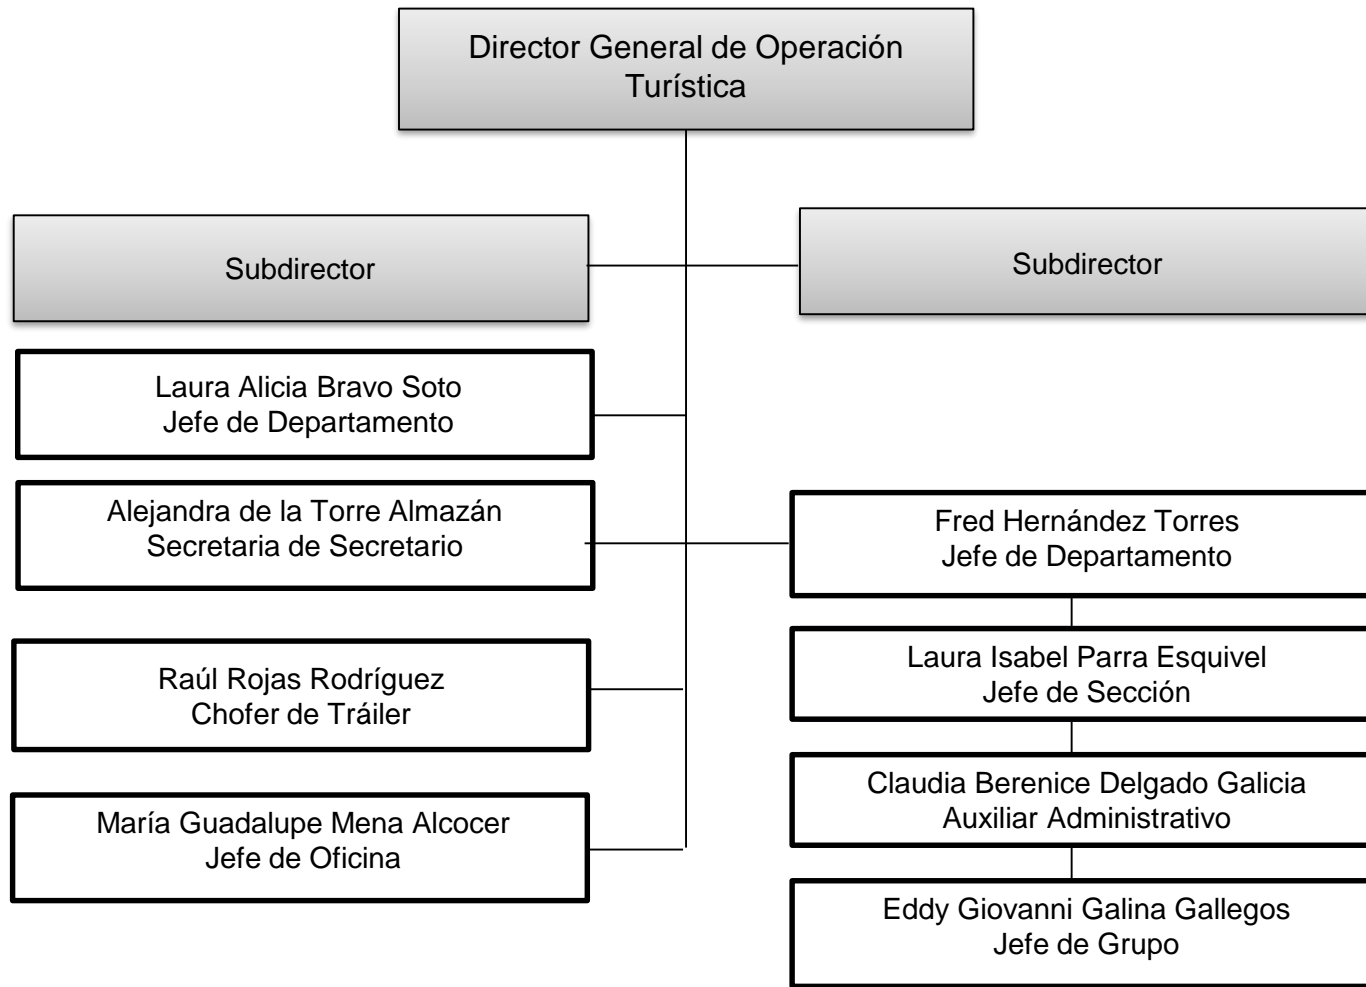 Director General de Operación
Turística
Subdirector
Subdirector
Laura Alicia Bravo Soto
Jefe de Departamento
Alejandra de la Torre Almazán
Secretaria de Secretario
Raúl Rojas Rodríguez
Chofer de Tráiler
María Guadalupe Mena Alcocer
Jefe de Oficina
Fred Hernández Torres
Jefe de Departamento
Laura Isabel Parra Esquivel
Jefe de Sección
Claudia Berenice Delgado Galicia
Auxiliar Administrativo
Eddy Giovanni Galina Gallegos
Jefe de Grupo